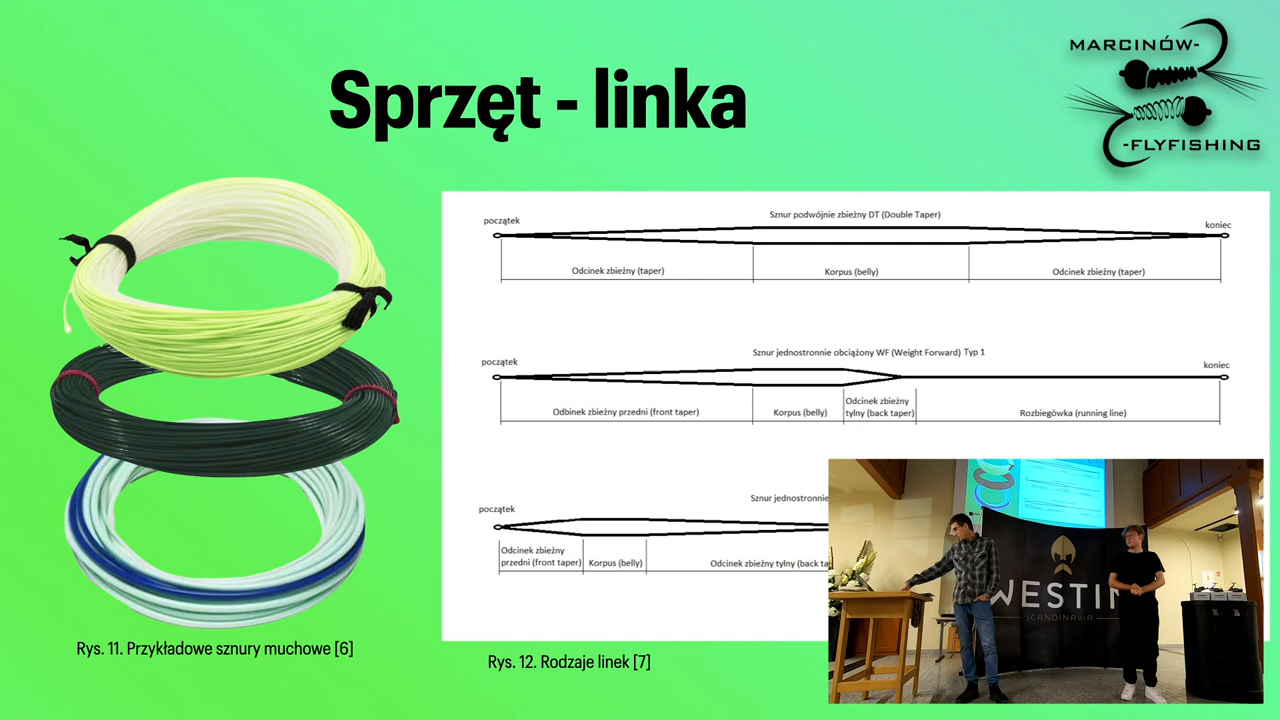 MARCINÓW-
-FLYFISHING
Sprzęt - linka
Sznur podwójnie zbieżny DT (Double Taper)
początek
koniec
Odcinek zbieżny (taper)
Korpus (belly)
Odcinek zbieżny (taper)
Sznur jednostronnie obciążony WF (Weight Forward) Typ 1
początek
koniec
Odbinek zbieżny przedni (front taper)
Korpus (belly)
Odcinek zbieżny
tylny (back taper)
Rozbiegówka (running line)
Sznur jednostronnie
początek
Odcinek zbieżny
przedni (front taper)
Korpus (belly)
Odcinek zbieżny tylny (back ta
WESTIN
SCANDINAVIA
Rys. 11. Przykładowe sznury muchowe [6]
Rys. 12. Rodzaje linek [7]